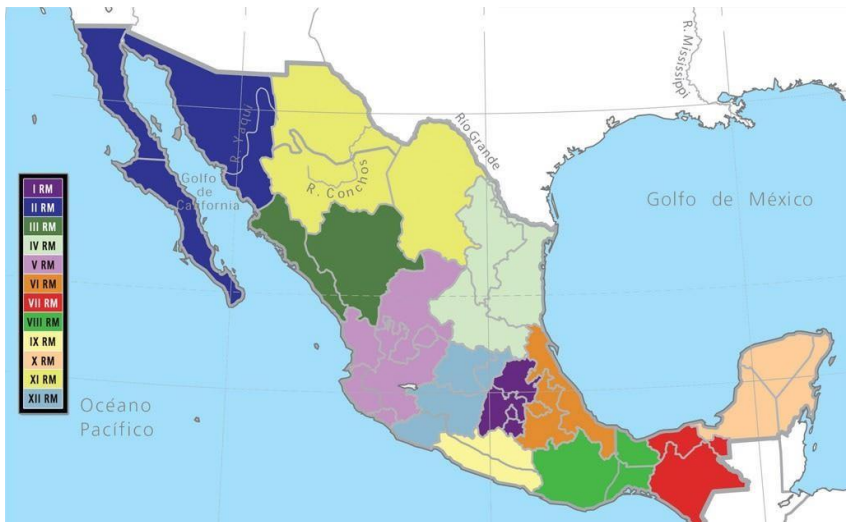 R. Mississippi
Río Grande
R. Yaqui
R. Conchos
Golfo
de
California
Golfo de México
I RM
II RM
III RM
IV RM
V RM
VI RM
VII RM
VIII RM
IX RM
X RM
XI RM
XII RM
Océano
Pacífico